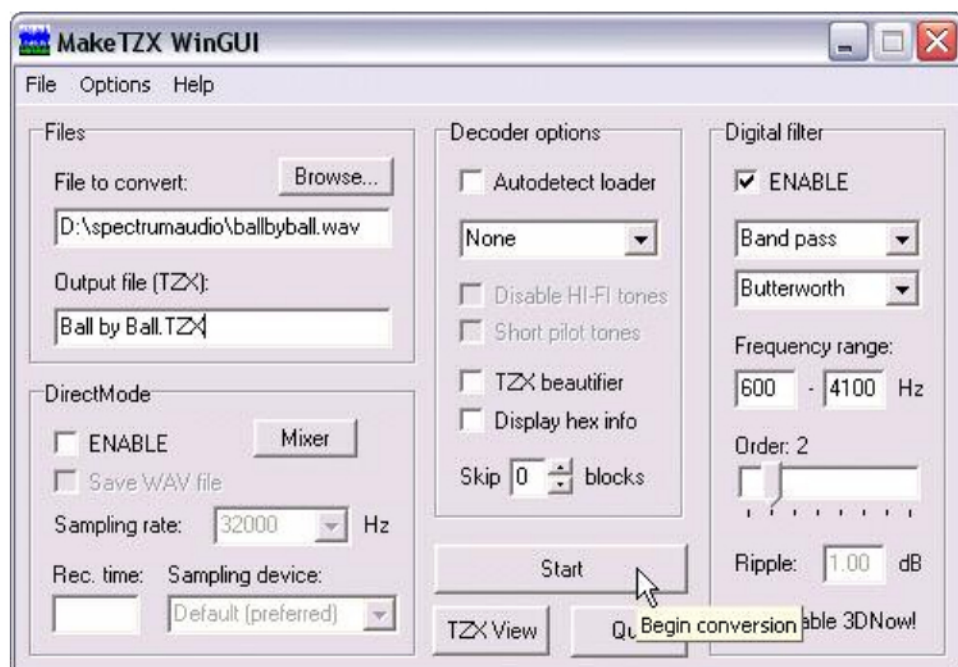 MakeTZX WinGUI
File Options Help
Files
File to convert:
Browse...
D:\spectrumaudio\ballbyball.wav
Output file (TZX):
Ball by Ball.TZX
DirectMode
ENABLE
Mixer
Save WAV file
Sampling rate: 32000 Hz
Rec. time: Sampling device:
Default (preferred)
Decoder options
Autodetect loader
None
Disable HI-FI tones
Short pilot tones
TZX beautifier
Display hex info
Skip 0 blocks
Start
TZX View
Begin conversion
Digital filter
ENABLE
Band pass
Butterworth
Frequency range:
600 - 4100 Hz
Order: 2
Ripple: 1.00 dB
3DNow!